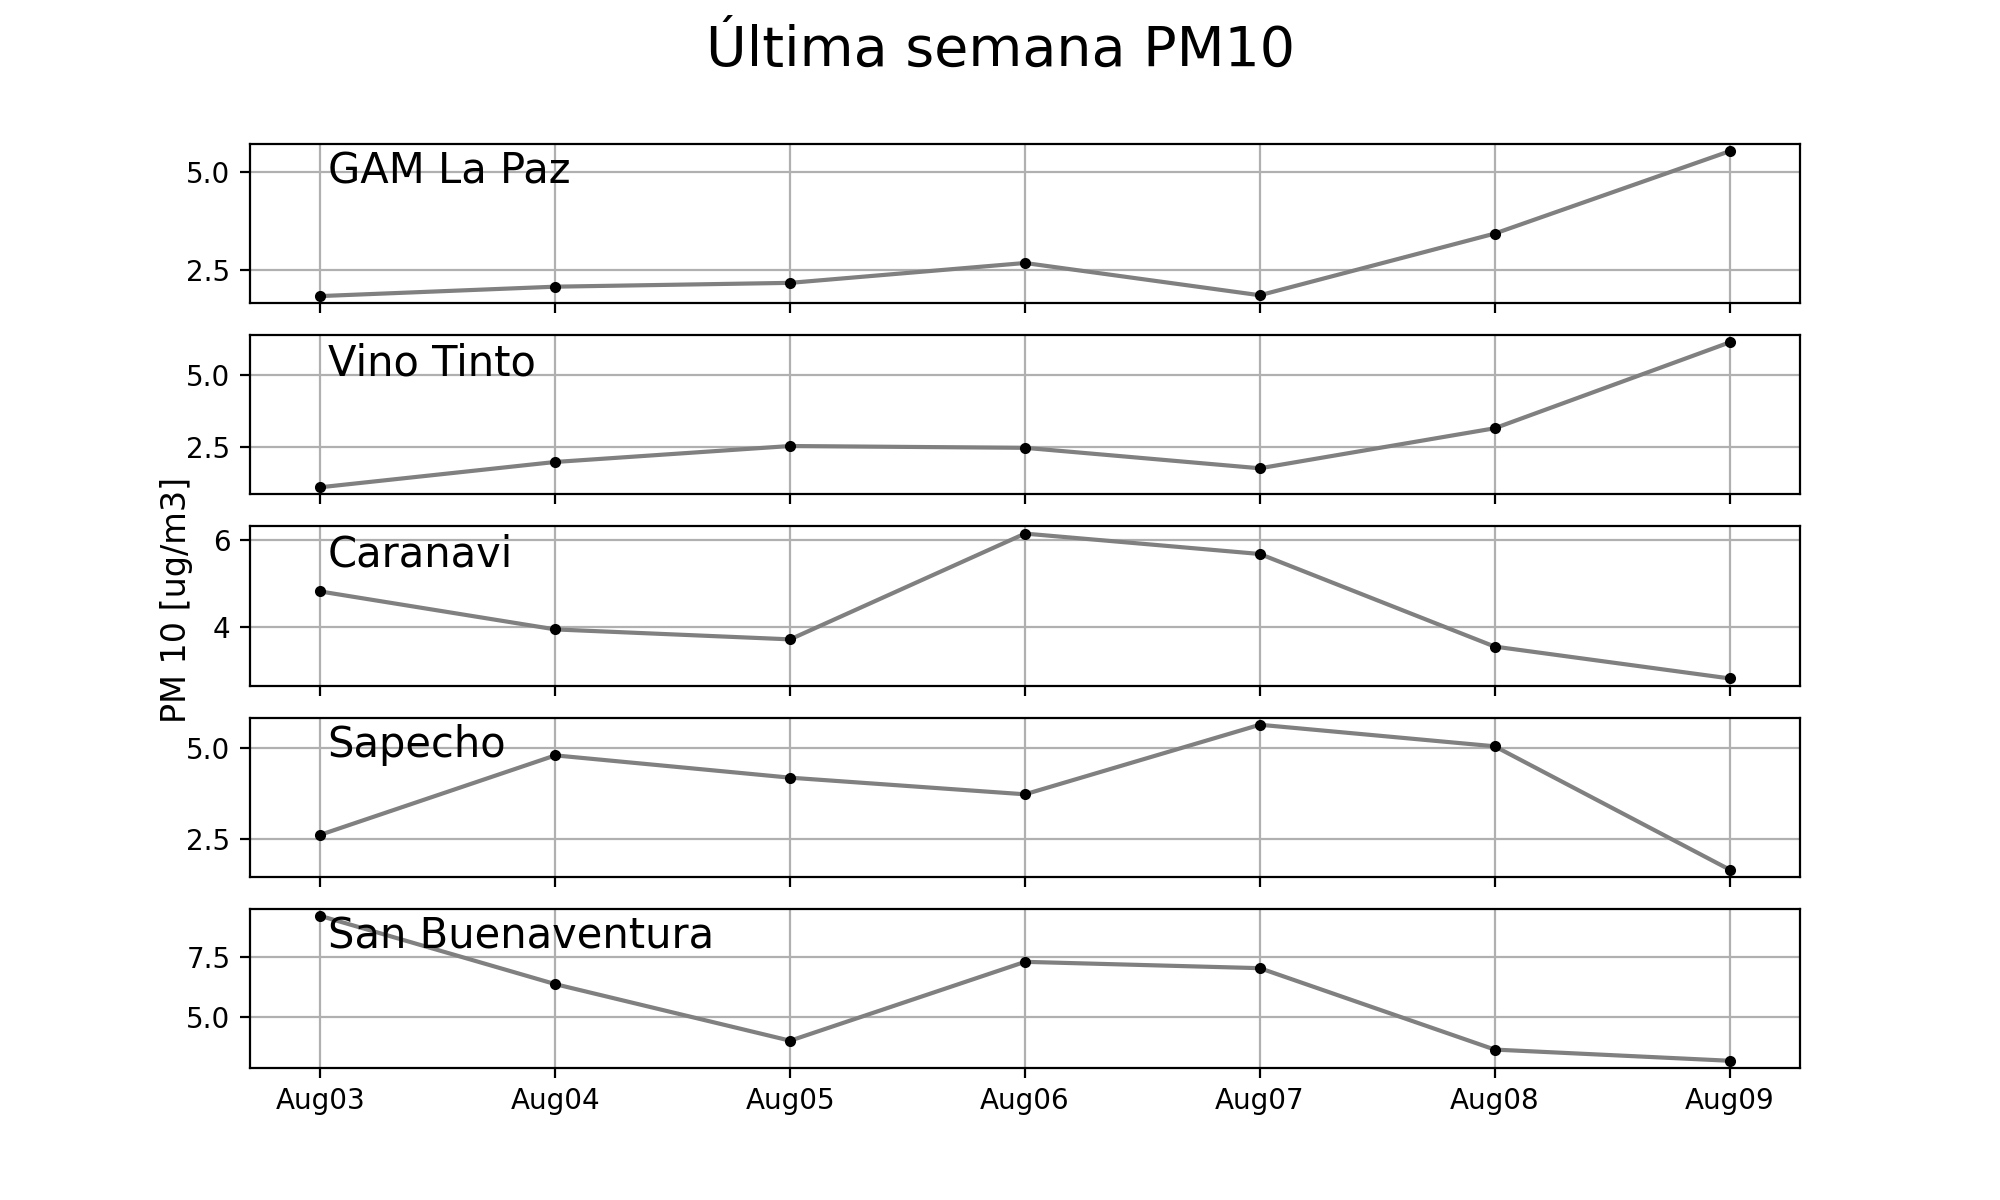 Última semana PM10
GAM La Paz
5.0
2.5
Vino Tinto
5.0
2.5
PM 10 [ug/m3]
Caranavi
6
4
Sapecho
5.0
2.5
San Buenaventura
7.5
5.0
Aug03 Aug04 Aug05 Aug06 Aug07 Aug08 Aug09